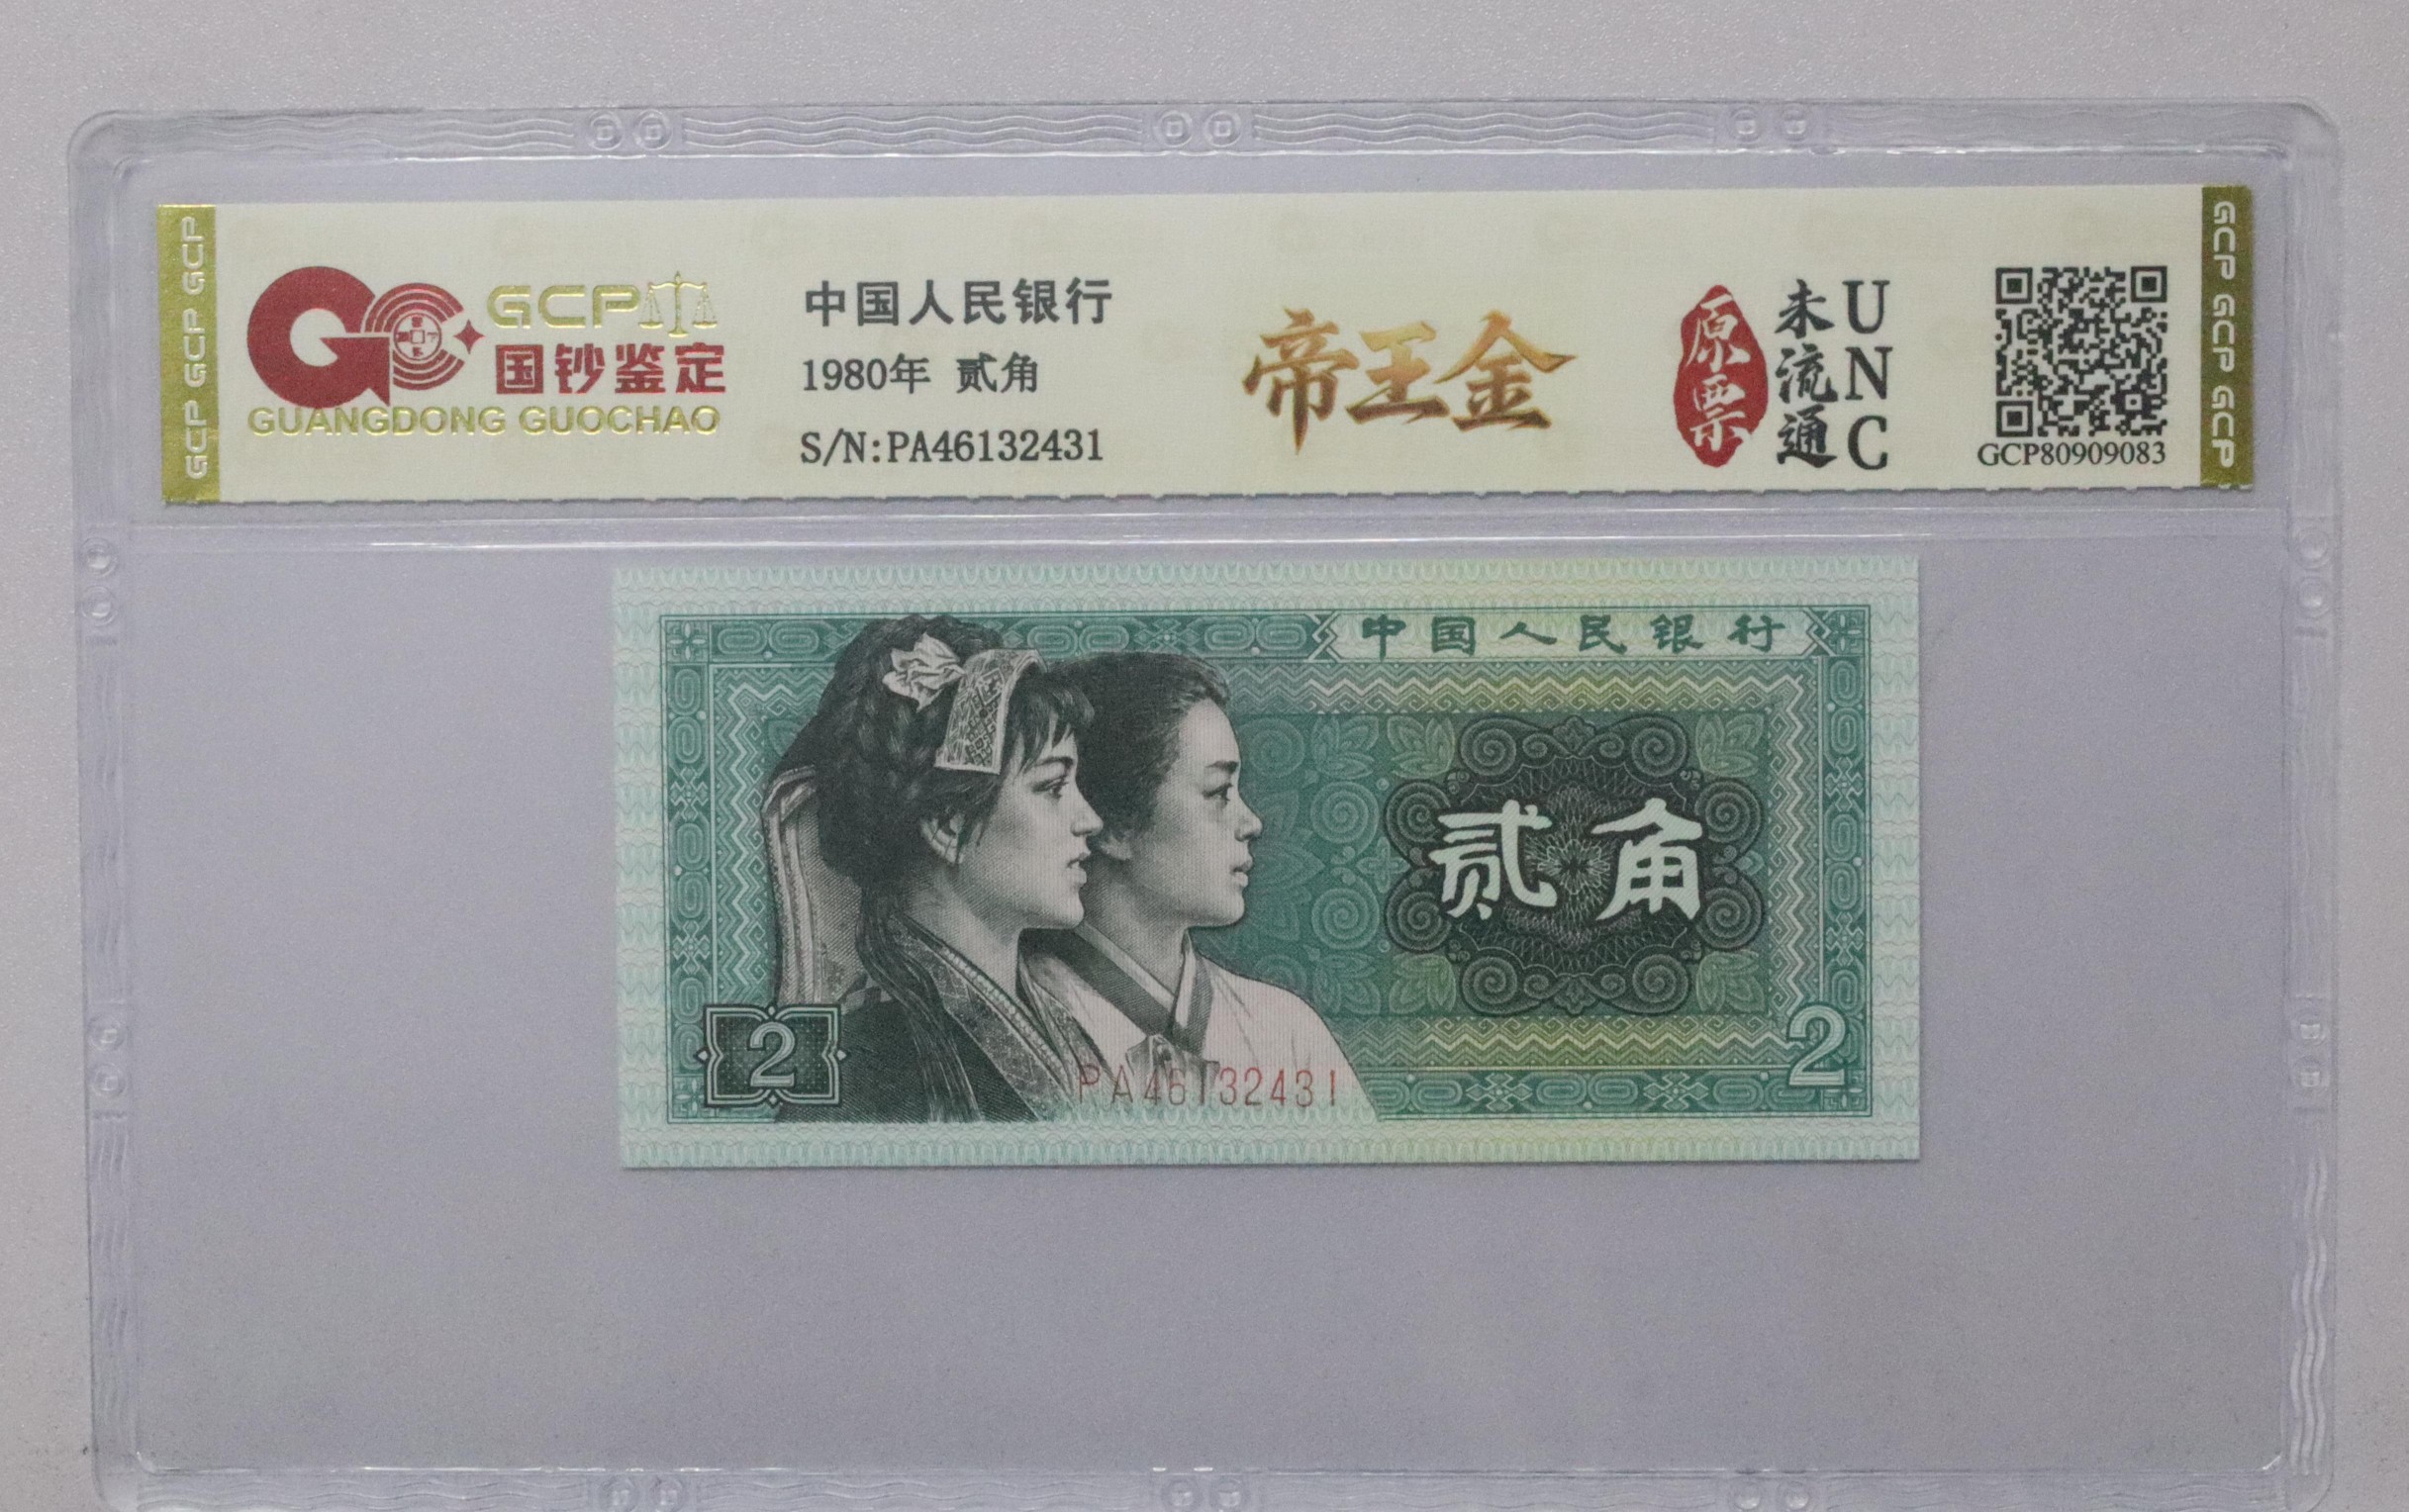 GCP GCP GCP
GCP
国钞鉴定
GUANGDONG GUOCHAO
中国人民银行
1980年 贰角
S/N:PA46132431
帝王金
原票
未流通
UNC
GCP80909083
GCP GCP GCP
中国人民银行
贰角
2
2
PA46132431